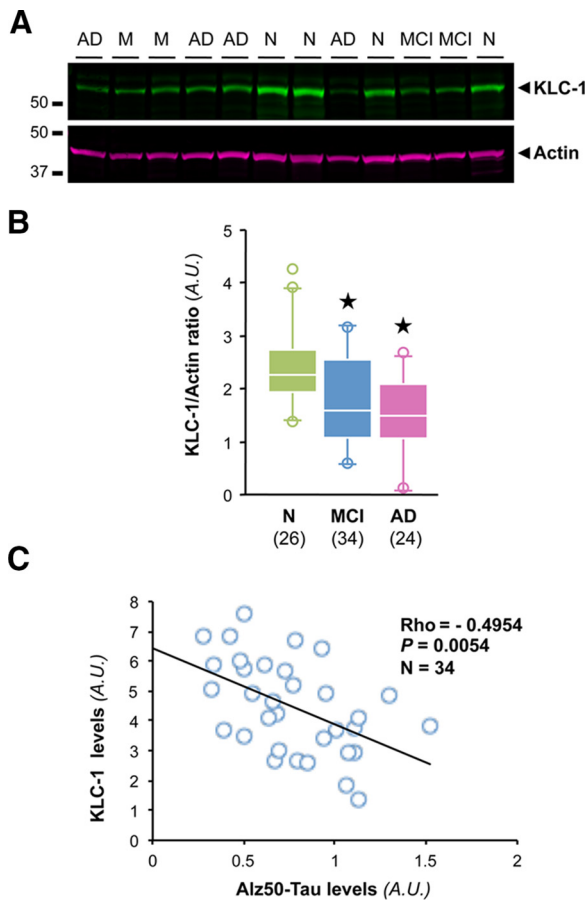 A
AD M M AD AD N N AD N MCI MCI N
50
◄KLC-1
50
37
◄Actin
B
KLC-1/Actin ratio (A.U.)
5
4
3
2
1
0
★
★
N MCI AD
(26) (34) (24)
C
KLC-1 levels (A.U.)
8
7
6
5
4
3
2
1
0
Rho = - 0.4954
P = 0.0054
N = 34
0 0.5 1 1.5 2
Alz50-Tau levels (A.U.)